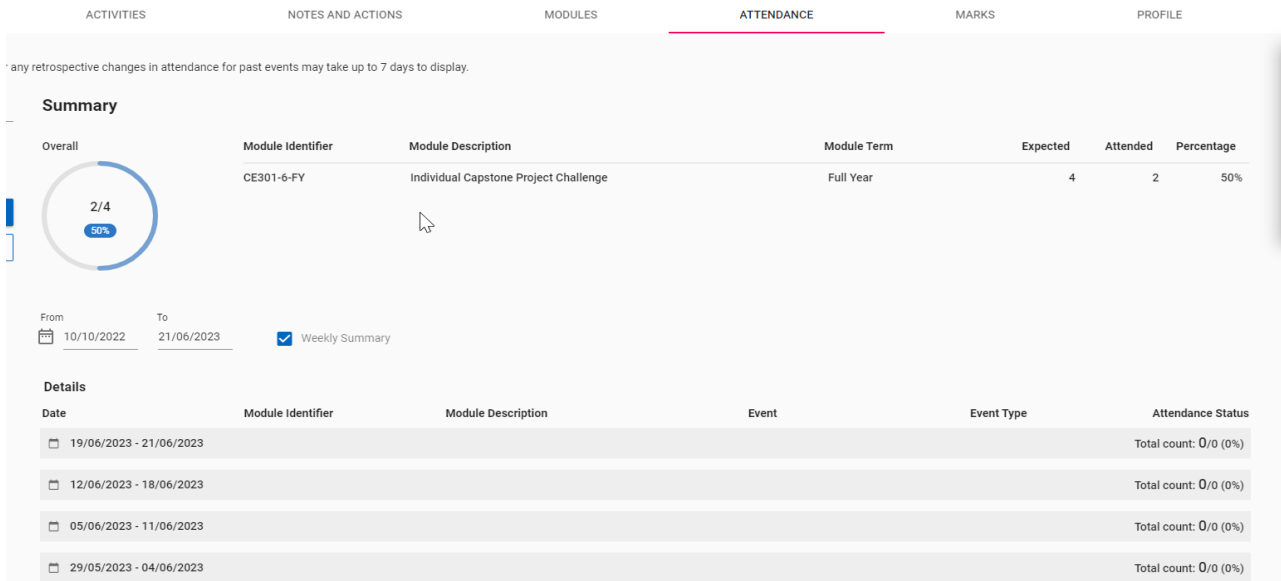 ACTIVITIES NOTES AND ACTIONS MODULES ATTENDANCE MARKS PROFILE
any retrospective changes in attendance for past events may take up to 7 days to display.
Summary
Overall Module Identifier Module Description Module Term Expected Attended Percentage
CE301-6-FY Individual Capstone Project Challenge Full Year 4 2 50%
2/4
50%
From To
10/10/2022 21/06/2023 Weekly Summary
Details
Date Module Identifier Module Description Event Event Type Attendance Status
19/06/2023 - 21/06/2023 Total count: 0/0 (0%)
12/06/2023 - 18/06/2023 Total count: 0/0 (0%)
05/06/2023 - 11/06/2023 Total count: 0/0 (0%)
29/05/2023 - 04/06/2023 Total count: 0/0 (0%)